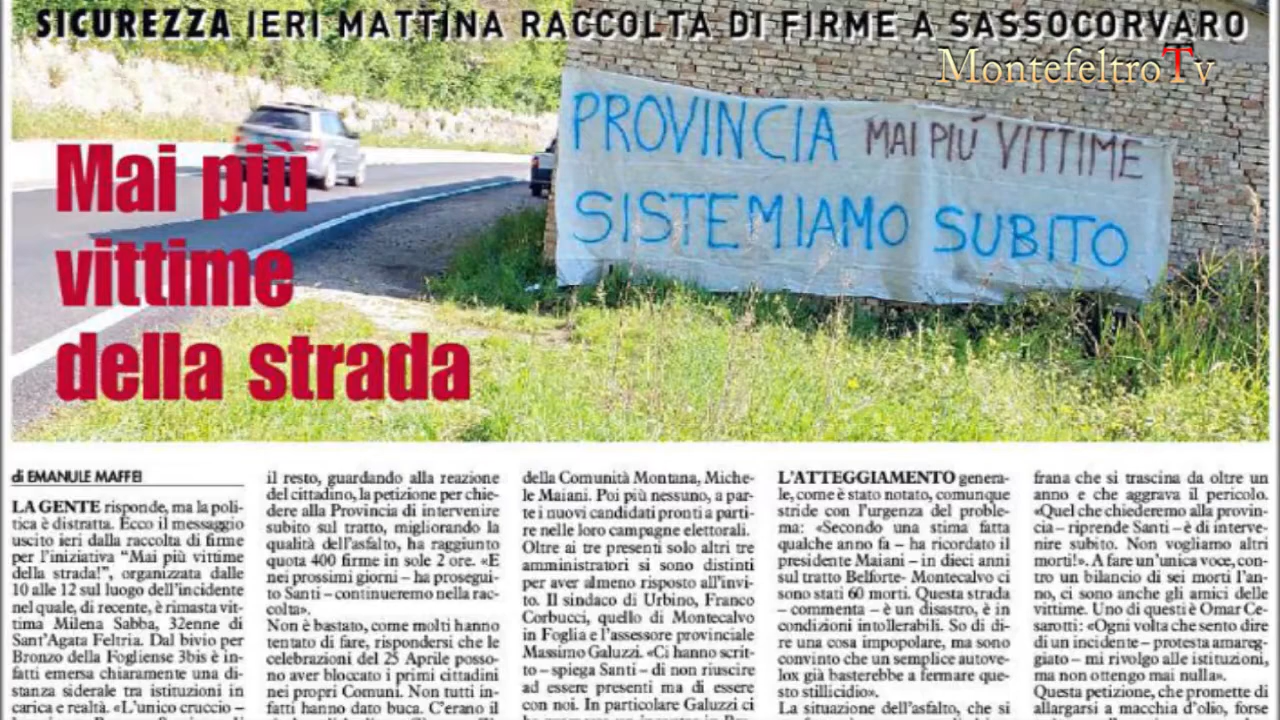 SICUREZZA IERI MATTINA RACCOLTA DI FIRME A SASSOCORVARO
MontefeltroTv
PROVINCIA MAI PIÚ VITTIME
SISTEMIAMO SUBITO
Mai più
vittime
della strada
di EMANULE MAFFEI
LA GENTE risponde, ma la poli-
tica è distratta. Ecco il messaggio
uscito ieri dalla raccolta di firme
per l'iniziativa "Mai più vittime
della strada!", organizzata dalle
10 alle 12 sul luogo dell'incidente
nel quale, di recente, è rimasta vit-
tima Milena Sabba, 32enne di
Sant'Agata Feltria. Dal bivio per
Bronzo della Fogliense 3bis è in-
fatti emersa chiaramente una di-
stanza siderale tra istituzioni in
carica e realtà. «L'unico cruccio –
il resto, guardando alla reazione
del cittadino, la petizione per chie-
dere alla Provincia di intervenire
subito sul tratto, migliorando la
qualità dell'asfalto, ha raggiunto
quota 400 firme in sole 2 ore. «E
nei prossimi giorni – ha prosegui-
to Santi – continueremo nella rac-
colta».
Non è bastato, come molti hanno
tentato di fare, rispondersi che le
celebrazioni del 25 Aprile posso-
no aver bloccato i primi cittadini
nei propri Comuni. Non tutti in-
fatti hanno dato buca. C'erano il
della Comunità Montana, Miche-
le Maiani. Poi più nessuno, a par-
te i nuovi candidati pronti a parti-
re nelle loro campagne elettorali.
Oltre ai tre presenti solo altri tre
amministratori si sono distinti
per aver almeno risposto all'invi-
to. Il sindaco di Urbino, Franco
Corbucci, quello di Montecalvo
in Foglia e l'assessore provinciale
Massimo Galuzzi. «Ci hanno scrit-
to – spiega Santi – di non riuscire
ad essere presenti ma di essere
con noi. In particolare Galuzzi ci
L'ATTEGGIAMENTO genera-
le, come è stato notato, comunque
stride con l'urgenza del proble-
ma: «Secondo una stima fatta
qualche anno fa – ha ricordato il
presidente Maiani – in dieci anni
sul tratto Belforte- Montecalvo ci
sono stati 60 morti. Questa strada
– commenta – è un disastro, è in
condizioni intollerabili. So di di-
re una cosa impopolare, ma sono
convinto che un semplice autove-
lox già basterebbe a fermare que-
sto stillicidio».
La situazione dell'asfalto, che si
frana che si trascina da oltre un
anno e che aggrava il pericolo.
«Quel che chiederemo alla provin-
cia – riprende Santi – è di interve-
nire subito. Non vogliamo altri
morti!». A fare un'unica voce, con-
tro un bilancio di sei morti l'an-
no, ci sono anche gli amici delle
vittime. Uno di questi è Omar Ce-
sarotti: «Ogni volta che sento dire
di un incidente – protesta amareg-
giato – mi rivolgo alle istituzioni,
ma non ottengo mai nulla».
Questa petizione, che promette di
allargarsi a macchia d'olio, forse